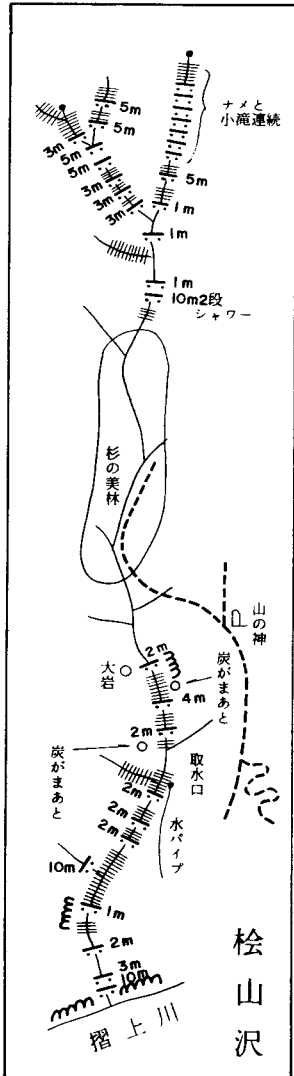 ナメと
小滝連続
5m
5m
3m
5m
5m
3m
3m
3m
5m
1m
1m
1m
10m2段
シャワー
杉の美林
山の神
大岩
2m
炭がまあと
4m
2m
炭がまあと
取水口
2m
水パイプ
2m
2m
10m
1m
2m
3m
10m
摺上川
桧山沢